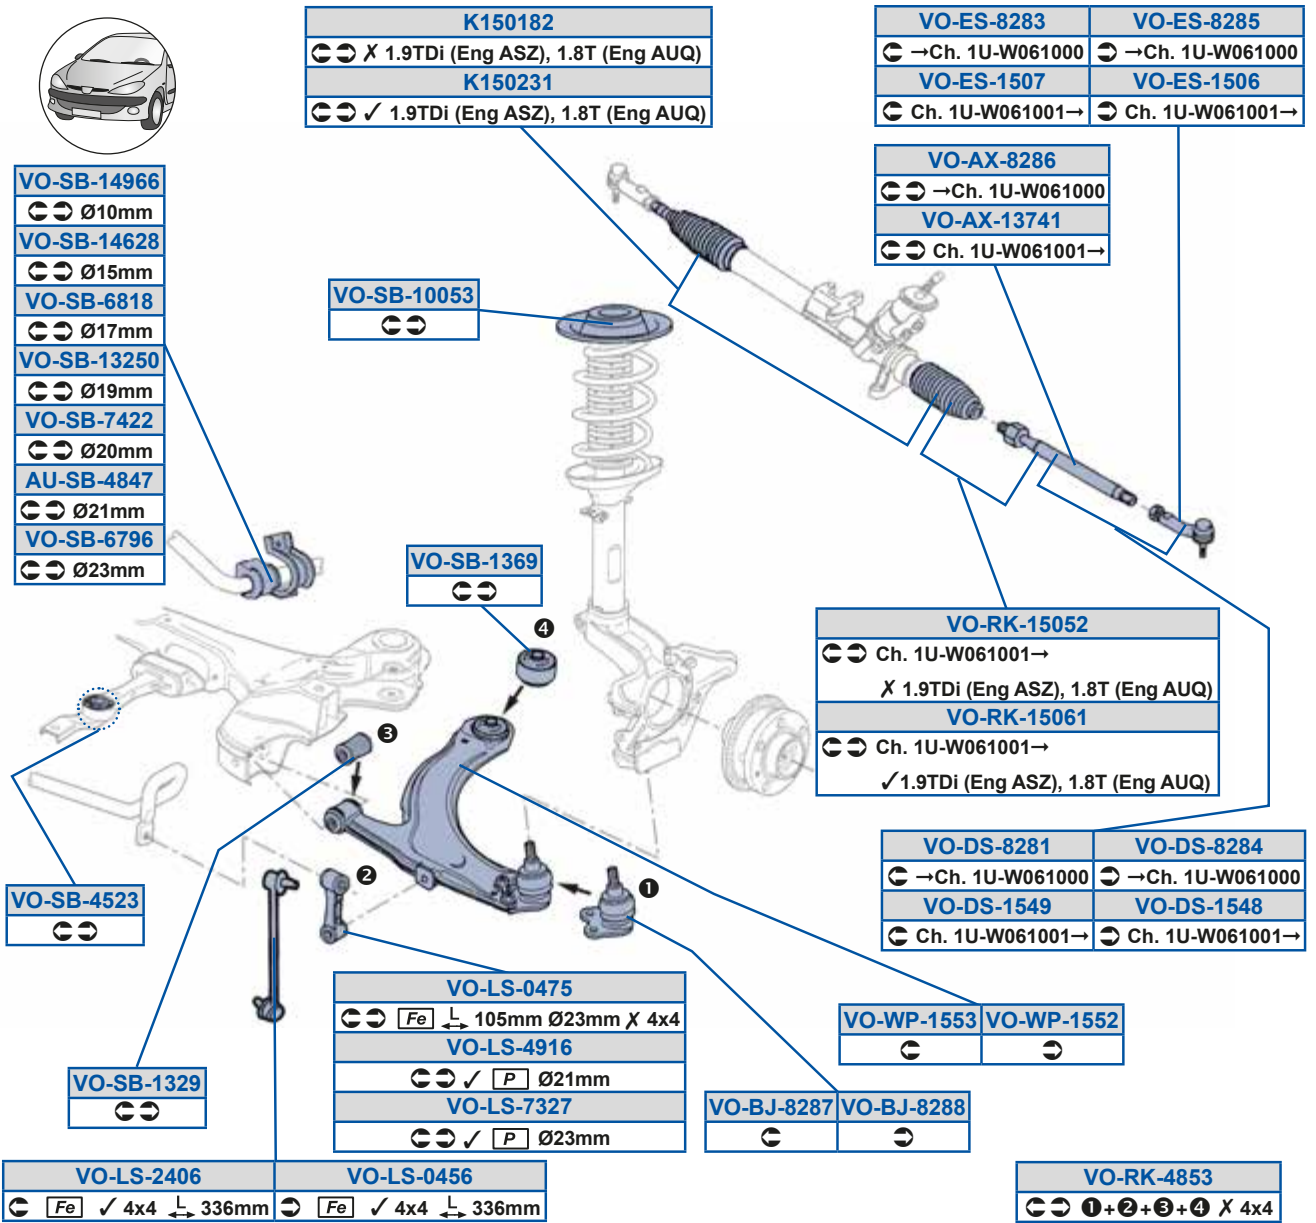 K150182
✗ 1.9TDi (Eng ASZ), 1.8T (Eng AUQ)
K150231
✓ 1.9TDi (Eng ASZ), 1.8T (Eng AUQ)
VO-ES-8283 VO-ES-8285
→Ch. 1U-W061000 →Ch. 1U-W061000
VO-ES-1507 VO-ES-1506
Ch. 1U-W061001→ Ch. 1U-W061001→
VO-AX-8286
→Ch. 1U-W061000
VO-AX-13741
Ch. 1U-W061001→
VO-SB-14966
Ø10mm
VO-SB-14628
Ø15mm
VO-SB-6818
Ø17mm
VO-SB-13250
Ø19mm
VO-SB-7422
Ø20mm
AU-SB-4847
Ø21mm
VO-SB-6796
Ø23mm
VO-SB-10053
VO-SB-1369
❹
❸
❷
❶
VO-RK-15052
Ch. 1U-W061001→
✗ 1.9TDi (Eng ASZ), 1.8T (Eng AUQ)
VO-RK-15061
Ch. 1U-W061001→
✓1.9TDi (Eng ASZ), 1.8T (Eng AUQ)
VO-DS-8281 VO-DS-8284
→Ch. 1U-W061000 →Ch. 1U-W061000
VO-DS-1549 VO-DS-1548
Ch. 1U-W061001→ Ch. 1U-W061001→
VO-SB-4523
VO-LS-0475
Fe L 105mm Ø23mm ✗ 4x4
VO-LS-4916
✓ P Ø21mm
VO-LS-7327
✓ P Ø23mm
VO-WP-1553 VO-WP-1552
VO-SB-1329
VO-BJ-8287 VO-BJ-8288
VO-LS-2406 VO-LS-0456
Fe ✓ 4x4 L 336mm Fe ✓ 4x4 L 336mm
VO-RK-4853
❶+❷+❸+❹ ✗ 4x4